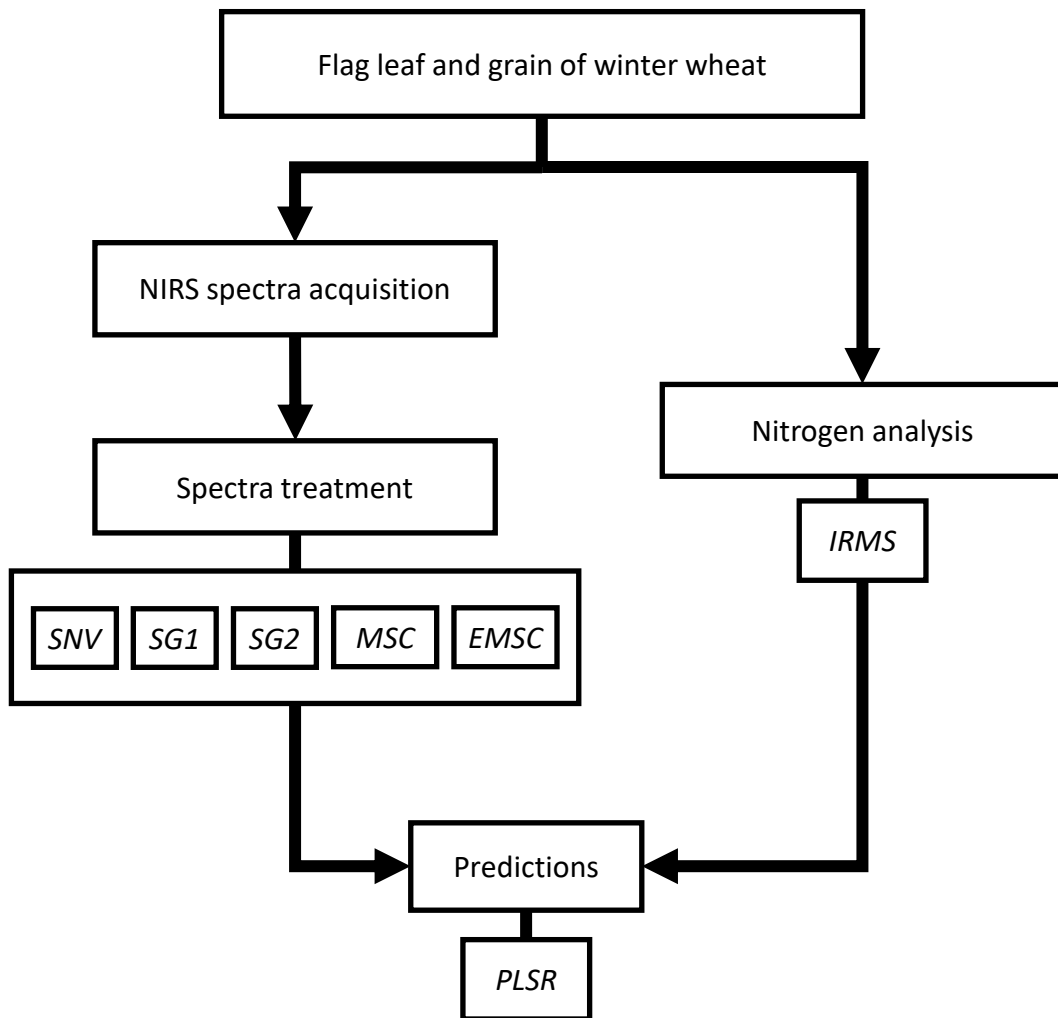 Flag leaf and grain of winter wheat
NIRS spectra acquisition
Nitrogen analysis
Spectra treatment
IRMS
SNV SG1 SG2 MSC EMSC
Predictions
PLSR